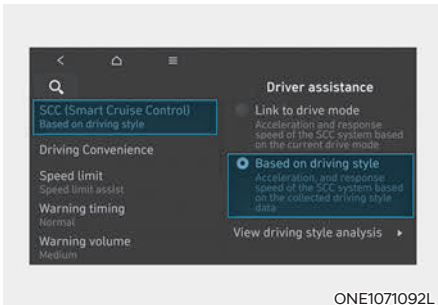 SCC (Smart Cruise Control)
Based on driving style
Driving Convenience
Speed limit
Speed limit assist
Warning timing
Normal
Warning volume
Medium
Driver assistance
Link to drive mode
Acceleration and response
speed of the SCC system based
on the current drive mode
Based on driving style
Acceleration, and response
speed of the SCC system based
on the collected driving style
data
View driving style analysis
ONE1071092L